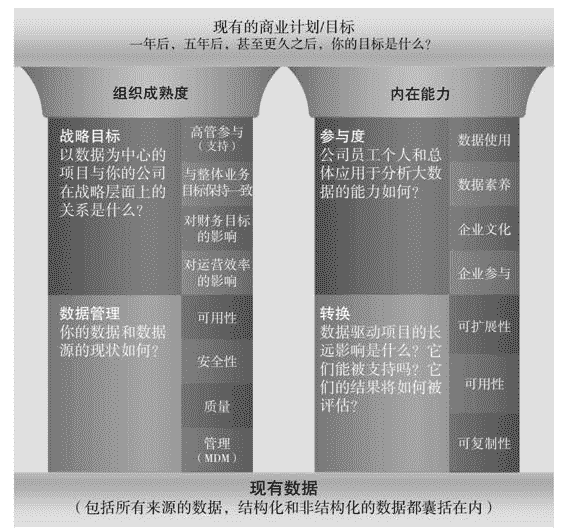 现有的商业计划/目标
一年后、五年后，甚至更久之后，你的目标是什么？
组织成熟度
战略目标
以数据为中心的
项目与你的公司
在战略层面上的
关系是什么？
高管参与
（支持）
与整体业务
目标保持一致
对财务目标
的影响
对运营效率
的影响
数据管理
你的数据和数据
源的现状如何？
可用性
安全性
质量
管理
（MDM）
内在能力
参与度
公司员工个人和总
体应用于分析大数
据的能力如何？
数据使用
数据素养
企业文化
企业参与
转换
数据驱动项目的长
远影响是什么？它
们能被支持吗？它
们的结果将如何被
评估？
可扩展性
可用性
可复制性
现有数据
（包括所有来源的数据，结构化和非结构化的数据都囊括在内）